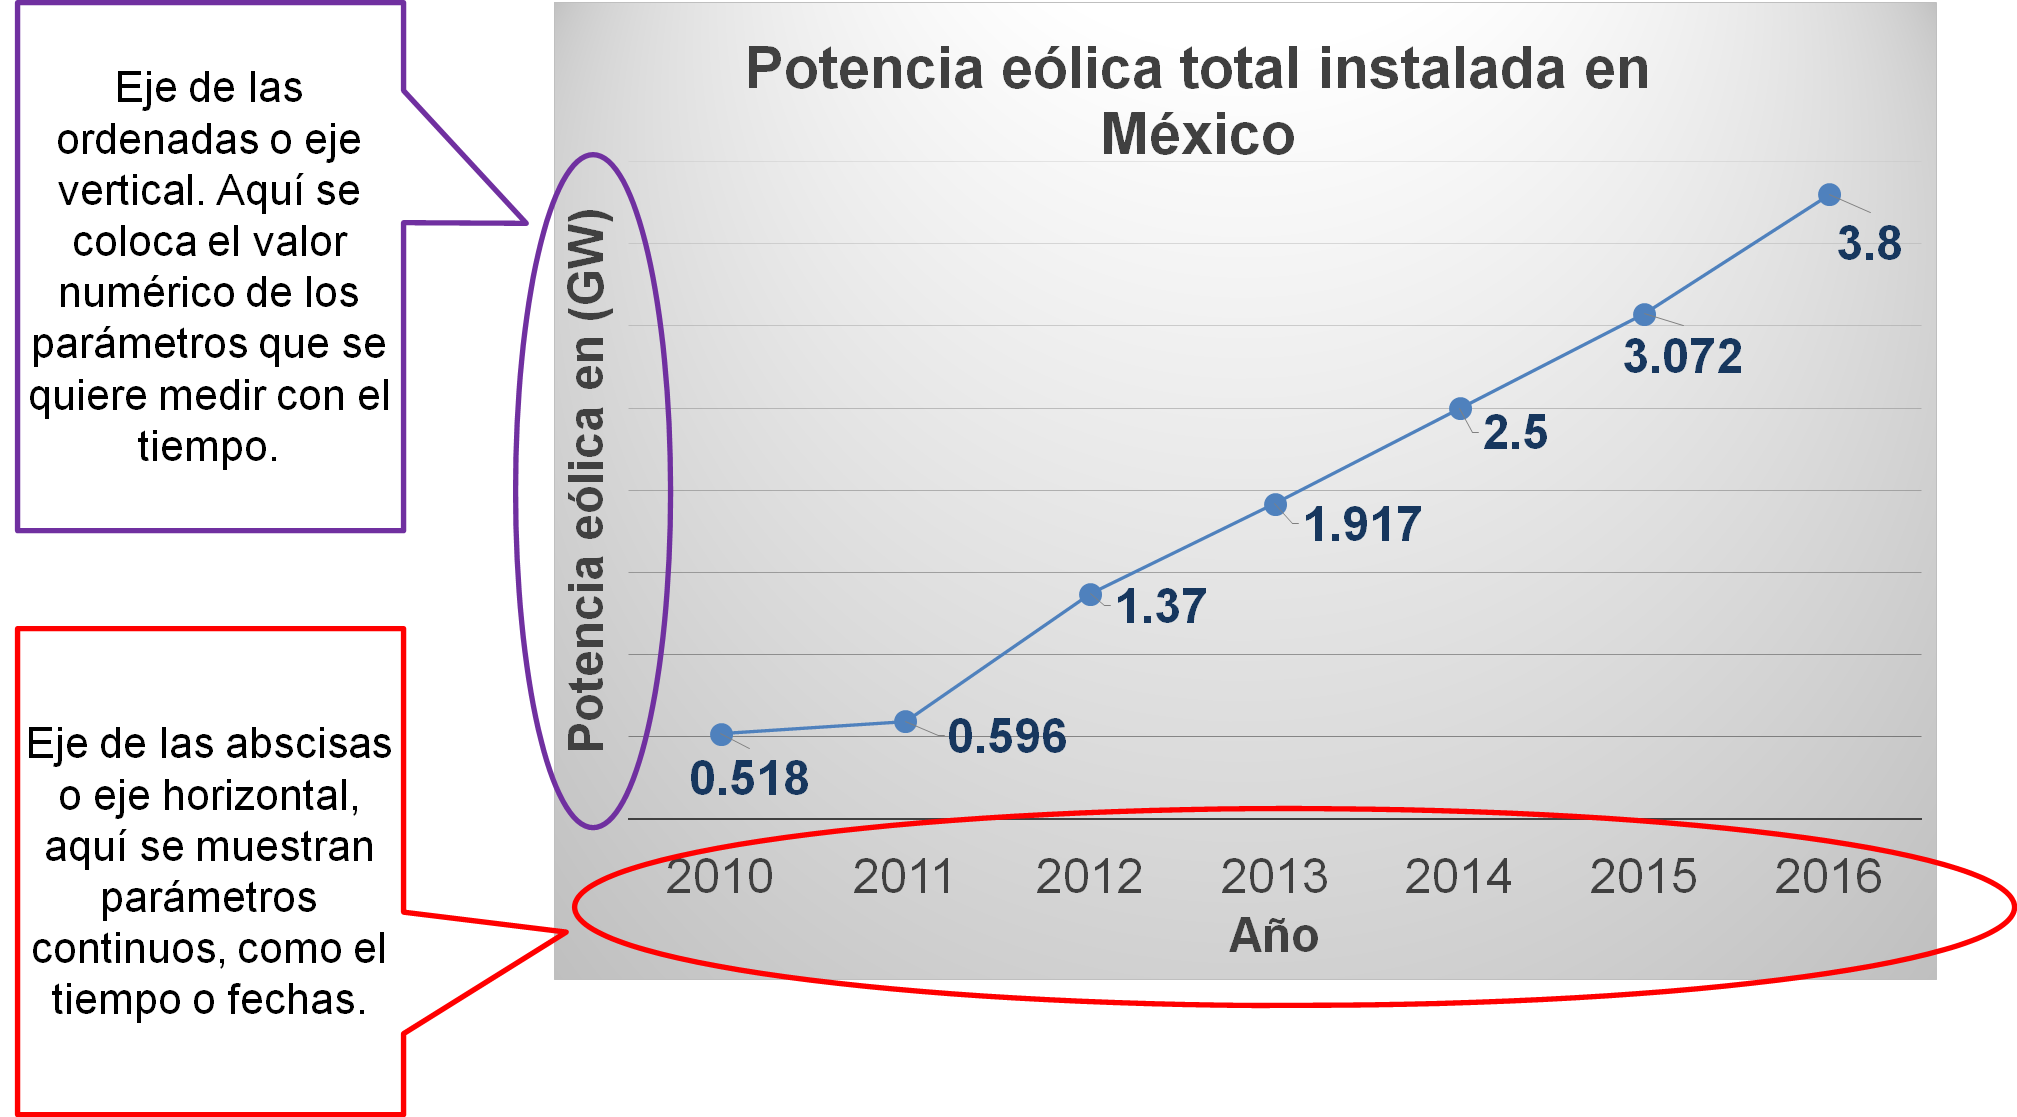 Eje de las
ordenadas o eje
vertical. Aquí se
coloca el valor
numérico de los
parámetros que se
quiere medir con el
tiempo.
Eje de las abscisas
o eje horizontal,
aquí se muestran
parámetros
continuos, como el
tiempo o fechas.
Potencia eólica total instalada en
México
Potencia eólica en (GW)
0.518
0.596
1.37
1.917
2.5
3.072
3.8
2010 2011 2012 2013 2014 2015 2016
Año